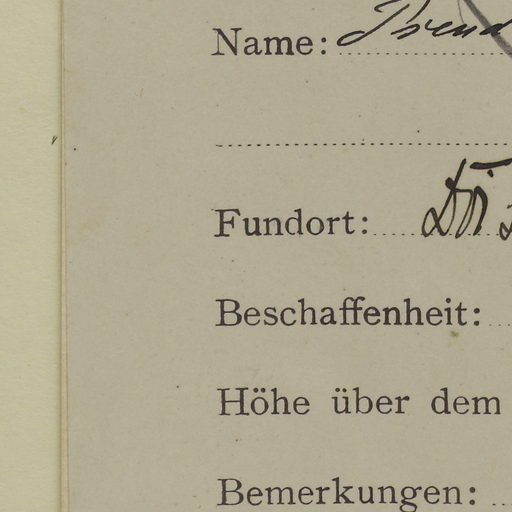 Name:
Fundort:
Beschaffenheit:
Höhe über dem
Bemerkungen: